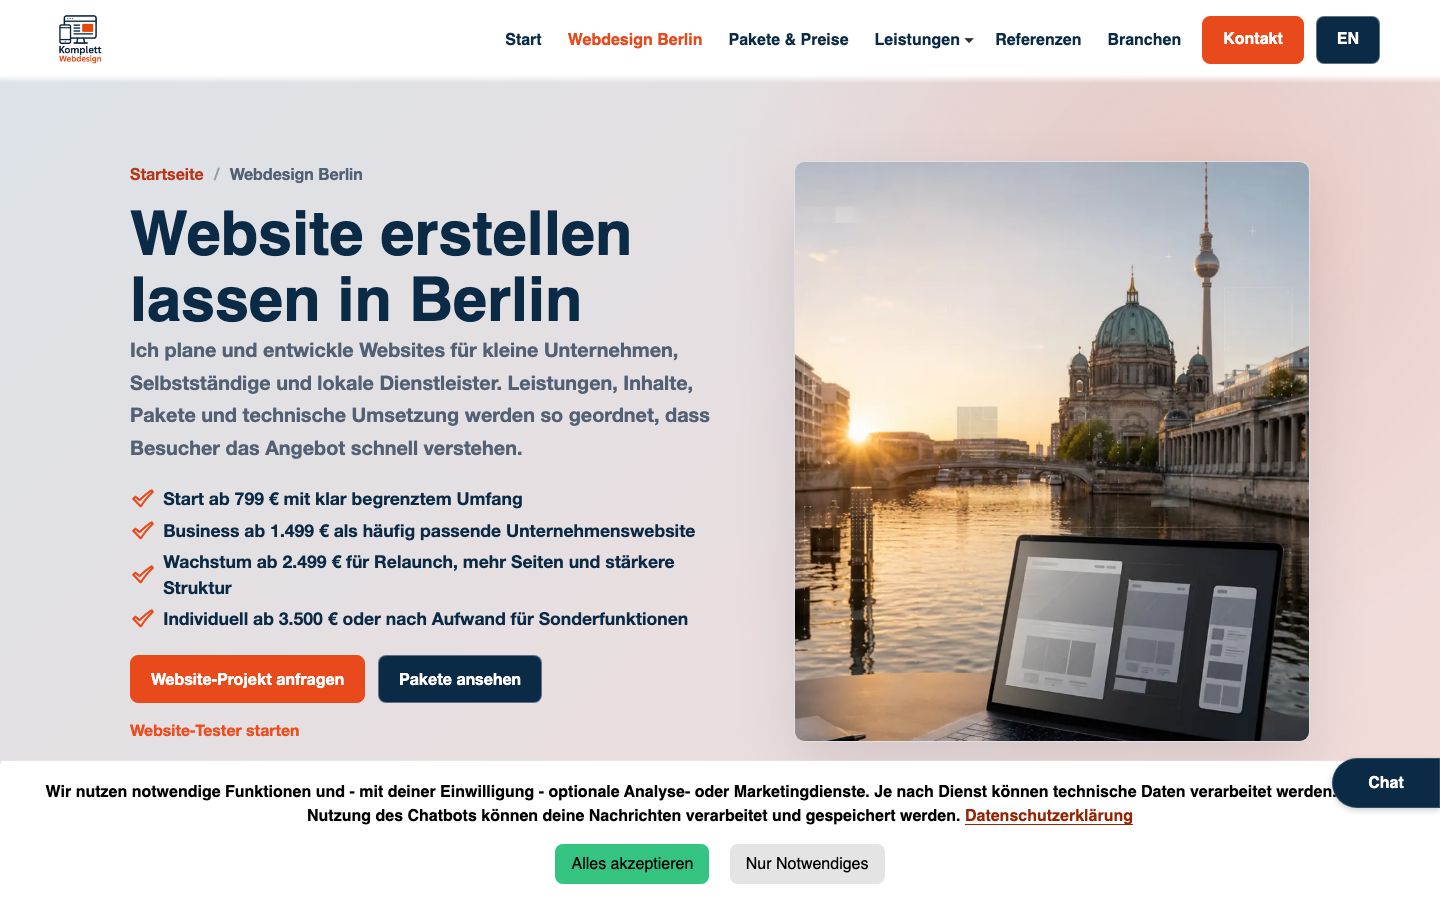 Komplett
Webdesign
Start
Webdesign Berlin
Pakete & Preise
Leistungen
Referenzen
Branchen
Kontakt
EN
Startseite / Webdesign Berlin
Website erstellen
lassen in Berlin
Ich plane und entwickle Websites für kleine Unternehmen,
Selbstständige und lokale Dienstleister. Leistungen, Inhalte,
Pakete und technische Umsetzung werden so geordnet, dass
Besucher das Angebot schnell verstehen.
Start ab 799 € mit klar begrenztem Umfang
Business ab 1.499 € als häufig passende Unternehmenswebsite
Wachstum ab 2.499 € für Relaunch, mehr Seiten und stärkere
Struktur
Individuell ab 3.500 € oder nach Aufwand für Sonderfunktionen
Website-Projekt anfragen
Pakete ansehen
Website-Tester starten
Wir nutzen notwendige Funktionen und - mit deiner Einwilligung - optionale Analyse- oder Marketingdienste. Je nach Dienst können technische Daten verarbeitet werden.
Nutzung des Chatbots können deine Nachrichten verarbeitet und gespeichert werden. Datenschutzerklärung
Chat
Alles akzeptieren
Nur Notwendiges